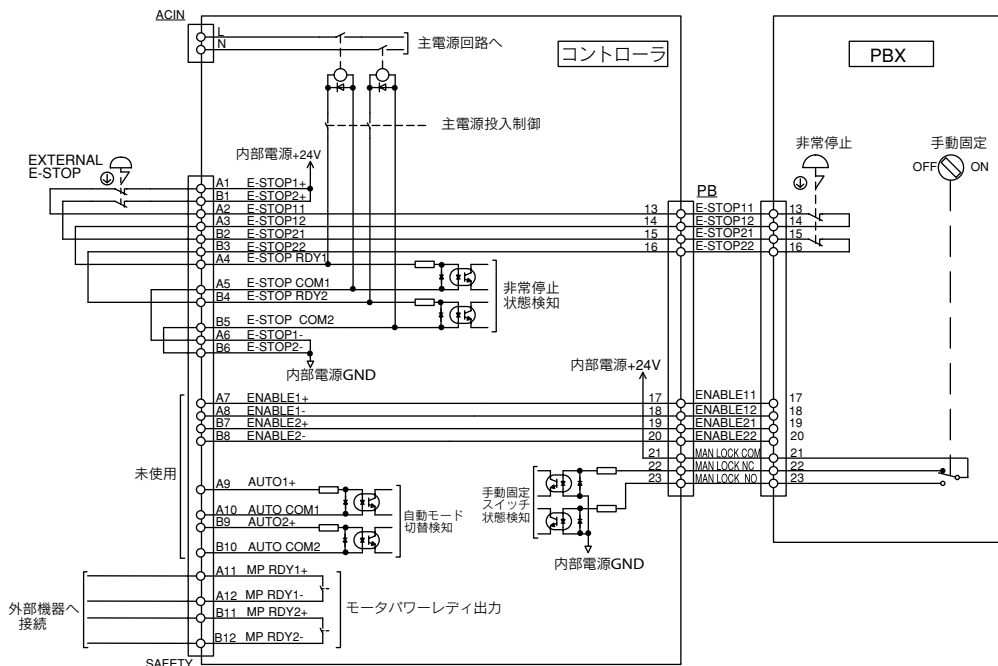 ACIN
L
N
主電源回路へ
コントローラ
PBX
主電源投入制御
内部電源+24V
EXTERNAL
E-STOP
非常停止
手動固定
OFF
ON
PB
A1 E-STOP1+
B1 E-STOP2+
A2 E-STOP11
13 E-STOP11 13
A3 E-STOP12
14 E-STOP12 14
B2 E-STOP21
15 E-STOP21 15
B3 E-STOP22
16 E-STOP22 16
A4 E-STOP RDY1
A5 E-STOP COM1
B4 E-STOP RDY2
B5 E-STOP COM2
A6 E-STOP1-
B6 E-STOP2-
非常停止
状態検知
内部電源GND
内部電源+24V
A7 ENABLE1+
17 ENABLE11 17
A8 ENABLE1-
18 ENABLE12 18
B7 ENABLE2+
19 ENABLE21 19
B8 ENABLE2-
20 ENABLE22 20
21 MAN LOCK COM 21
22 MAN LOCK NC 22
23 MAN LOCK NO 23
未使用
A9 AUTO1+
A10 AUTO COM1
B9 AUTO2+
B10 AUTO COM2
自動モード
切替検知
手動固定
スイッチ
状態検知
内部電源GND
A11 MP RDY1+
A12 MP RDY1-
B11 MP RDY2+
B12 MP RDY2-
外部機器へ
接続
モータパワーレディ出力
SAFETY